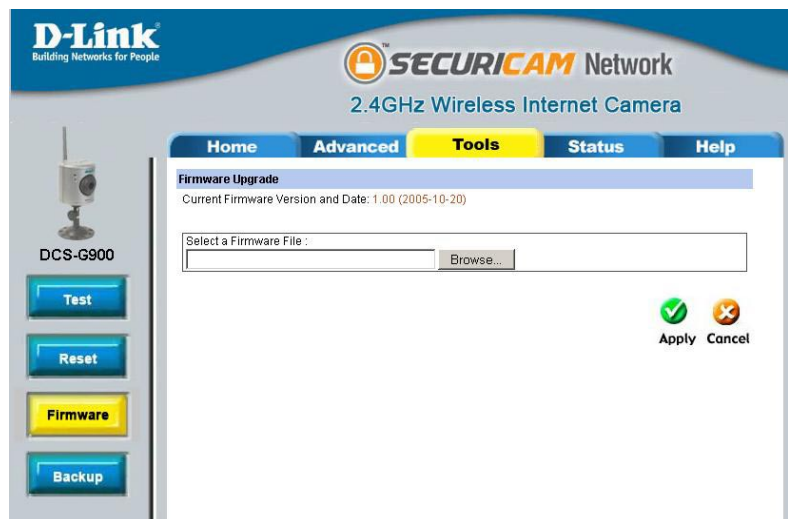 D-Link
Building Networks for People
SECURICAM Network
2.4GHz Wireless Internet Camera
Home Advanced Tools Status Help
Firmware Upgrade
Current Firmware Version and Date: 1.00 (2005-10-20)
Select a Firmware File :
Browse...
DCS-G900
Test
Apply Cancel
Reset
Firmware
Backup